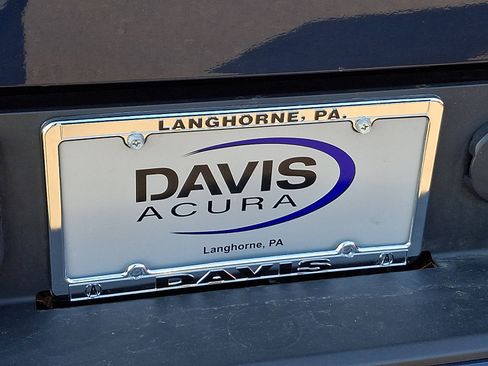 LANGHORNE, PA.
DAVIS
ACURA
Langhorne, PA
DAVIS